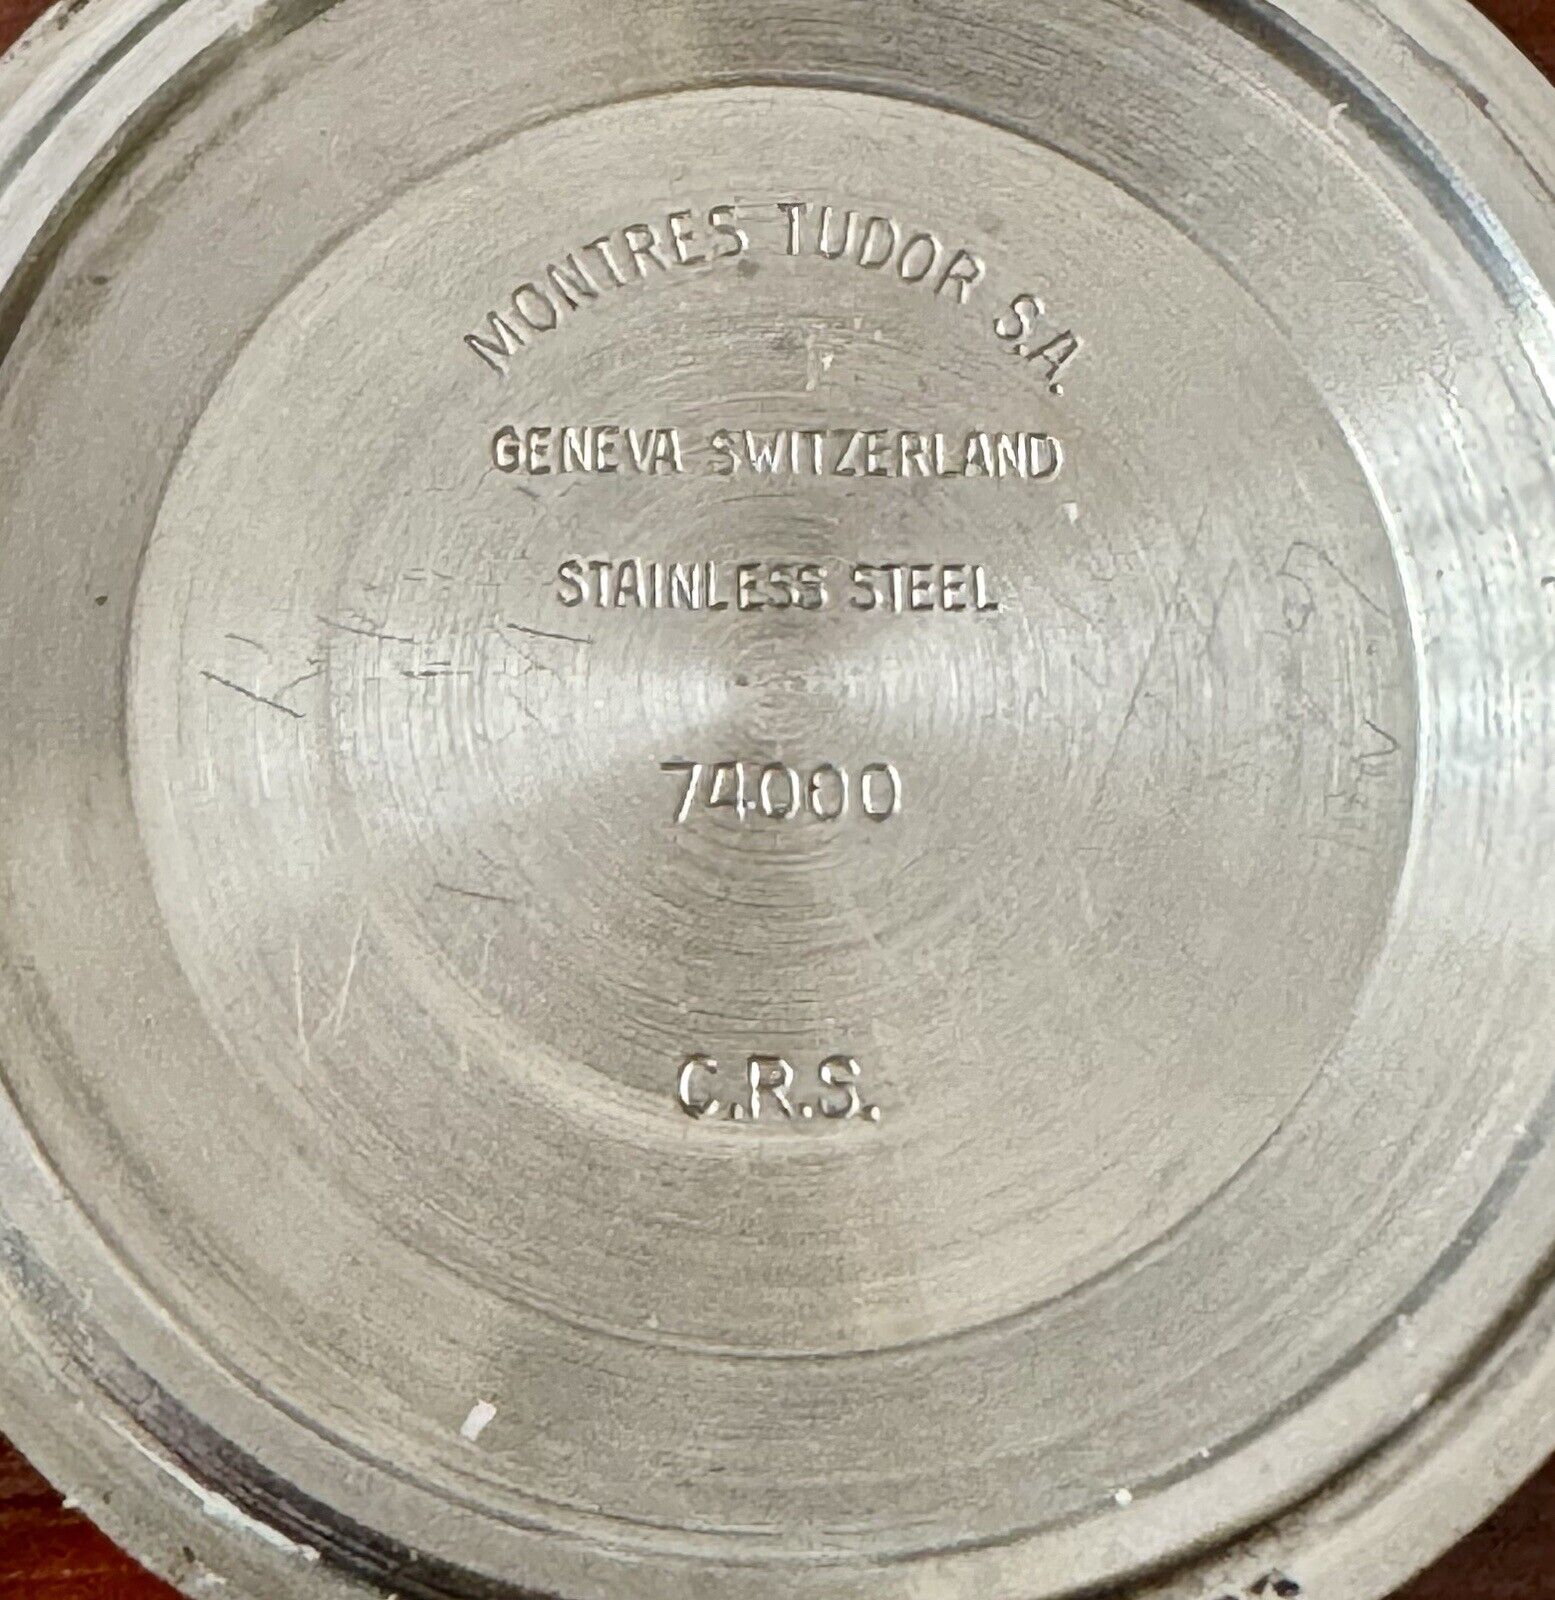 MONTRES TUDOR S.A.
GENEVA SWITZERLAND
STAINLESS STEEL
74000
C.R.S.